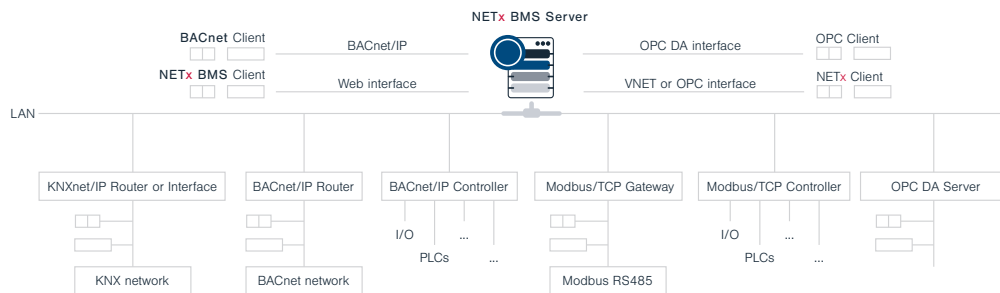 NETx BMS Server
BACnet Client
BACnet/IP
OPC DA interface
OPC Client
NETx BMS Client
Web interface
VNET or OPC interface
NETx Client
LAN
KNXnet/IP Router or Interface
BACnet/IP Router
BACnet/IP Controller
Modbus/TCP Gateway
Modbus/TCP Controller
OPC DA Server
I/O
...
I/O
...
PLCs
...
PLCs
...
KNX network
BACnet network
Modbus RS485